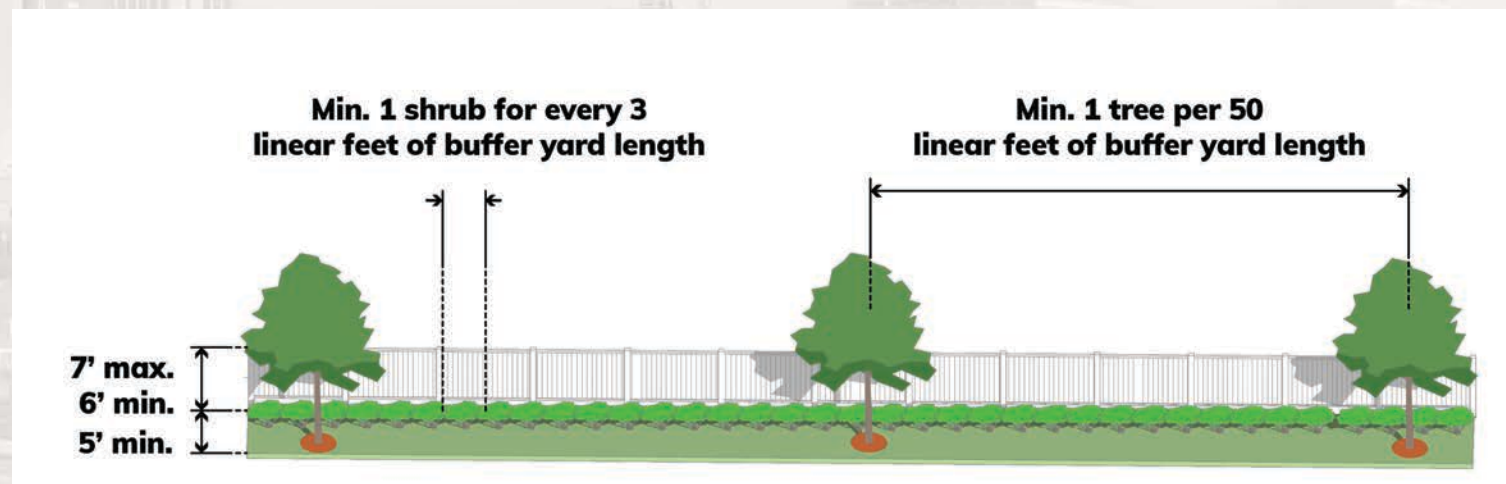 Min. 1 shrub for every 3
linear feet of buffer yard length
Min. 1 tree per 50
linear feet of buffer yard length
7’ max.
6’ min.
5’ min.